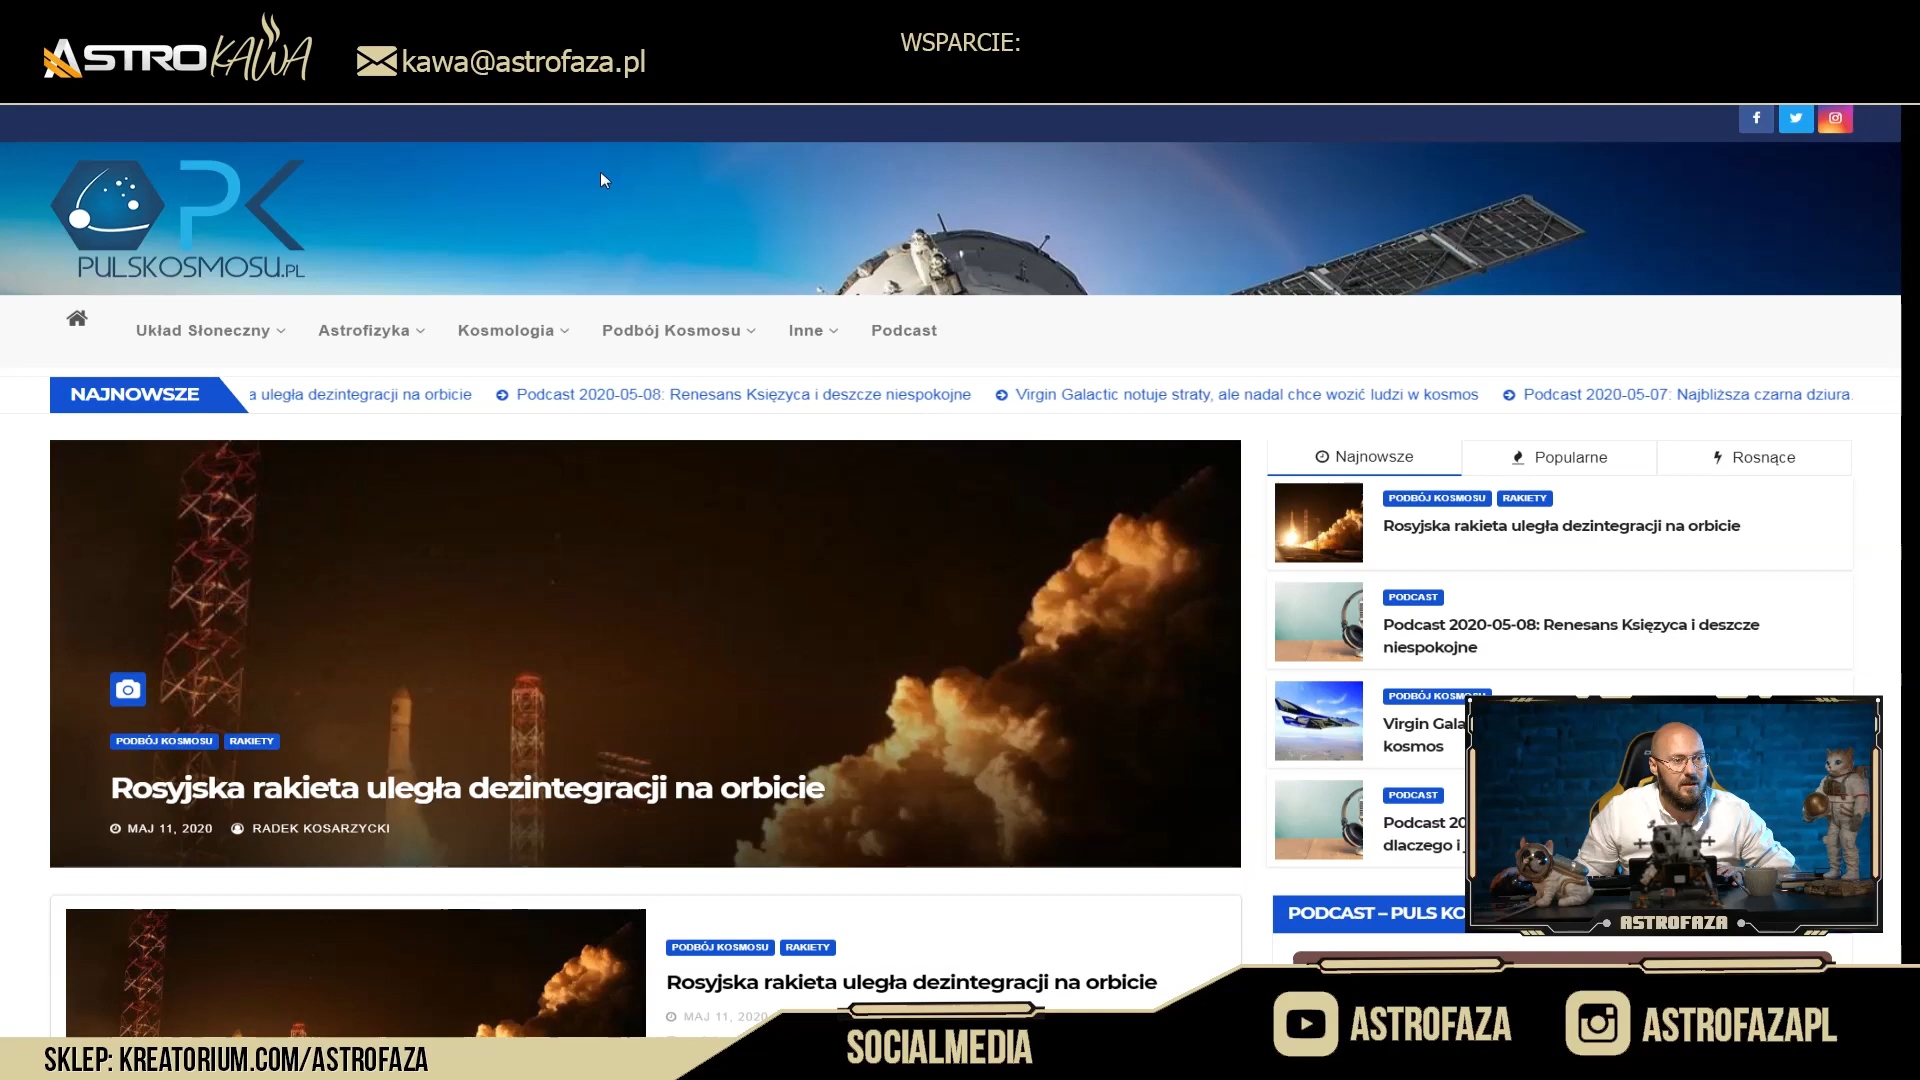 ASTROKAWA
kawa@astrofaza.pl
WSPARCIE:
PK
PULSKOSMOSU.PL
Układ Słoneczny
Astrofizyka
Kosmologia
Podbój Kosmosu
Inne
Podcast
NAJNOWSZE
a uległa dezintegracji na orbicie
Podcast 2020-05-08: Renesans Księzyca i deszcze niespokojne
Virgin Galactic notuje straty, ale nadal chce wozić ludzi w kosmos
Podcast 2020-05-07: Najbliższa czarna dziura.
PODBÓJ KOSMOSU RAKIETY
Rosyjska rakieta uległa dezintegracji na orbicie
MAJ 11, 2020 RADEK KOSARZYCKI
Najnowsze
Popularne
Rosnące
PODBÓJ KOSMOSU RAKIETY
Rosyjska rakieta uległa dezintegracji na orbicie
PODCAST
Podcast 2020-05-08: Renesans Księzyca i deszcze
niespokojne
PODBÓJ KOSMOSU
Virgin Gala
kosmos
PODCAST
Podcast 20
dlaczego i j
PODCAST – PULS KO
ASTROFAZA
PODBÓJ KOSMOSU RAKIETY
Rosyjska rakieta uległa dezintegracji na orbicie
MAJ 11, 2020
SKLEP: KREATORIUM.COM/ASTROFAZA
SOCIALMEDIA
ASTROFAZA
ASTROFAZAPL